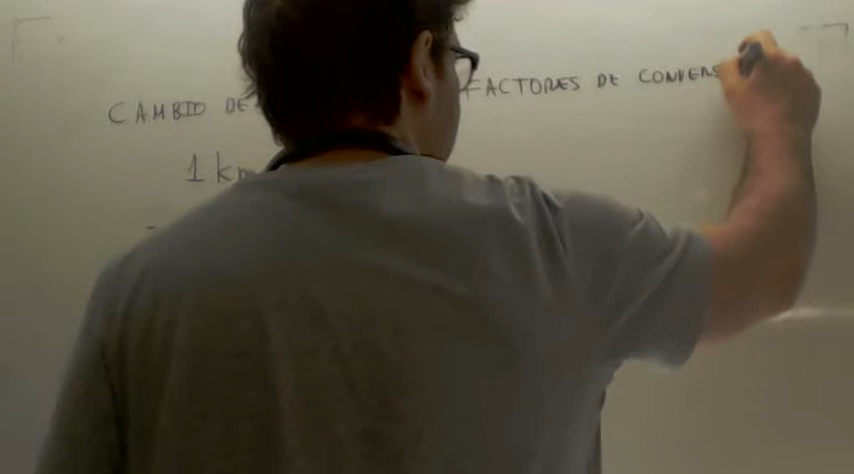 CAMBIO DE FACTORES DE CONVERS
1 km